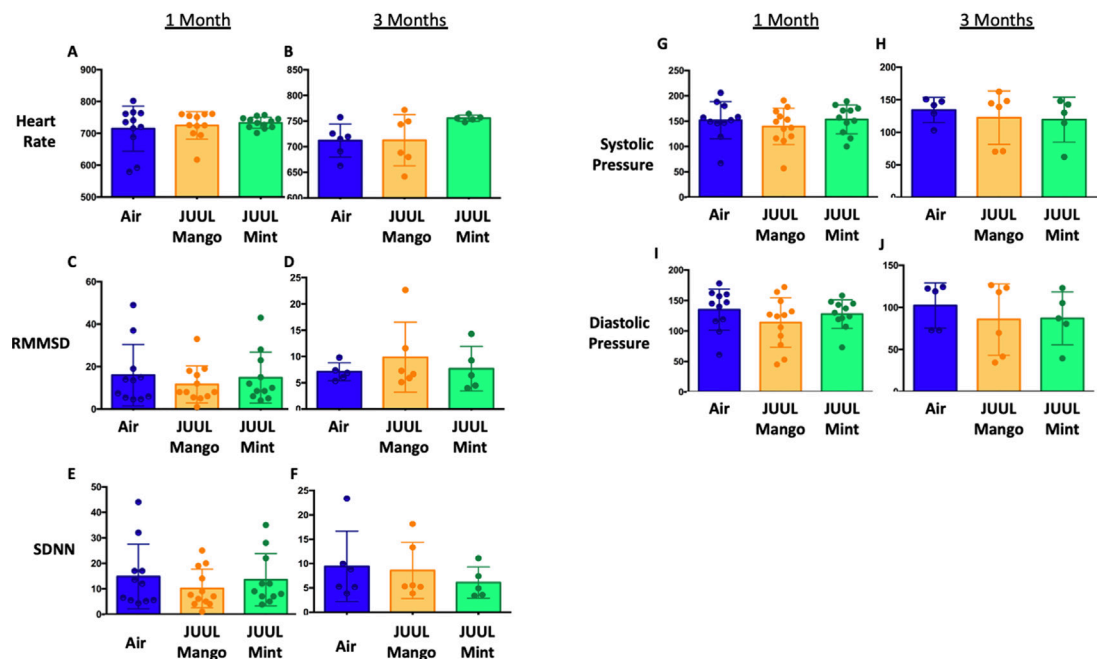 1 Month
3 Months
A
B
Heart
Rate
900
800
700
600
500
850
800
750
700
650
600
Air
JUUL
Mango
JUUL
Mint
Air
JUUL
Mango
JUUL
Mint
C
D
RMMSD
60
40
20
0
25
20
15
10
5
0
Air
JUUL
Mango
JUUL
Mint
Air
JUUL
Mango
JUUL
Mint
E
F
SDNN
50
40
30
20
10
0
25
20
15
10
5
0
Air
JUUL
Mango
JUUL
Mint
Air
JUUL
Mango
JUUL
Mint
1 Month
3 Months
G
H
Systolic
Pressure
250
200
150
100
50
0
200
150
100
50
0
Air
JUUL
Mango
JUUL
Mint
Air
JUUL
Mango
JUUL
Mint
I
J
Diastolic
Pressure
200
150
100
50
0
150
100
50
0
Air
JUUL
Mango
JUUL
Mint
Air
JUUL
Mango
JUUL
Mint